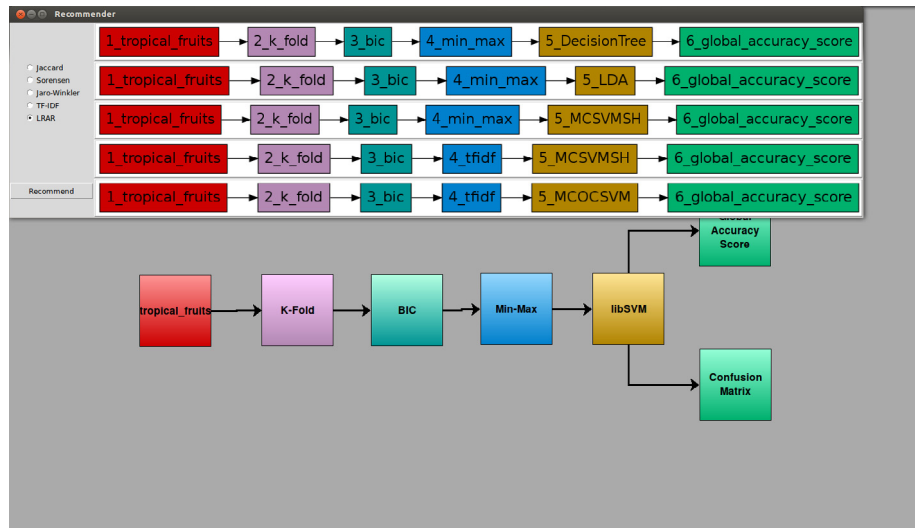 Recommender
1_tropical_fruits 2_k_fold 3_bic 4_min_max 5_DecisionTree 6_global_accuracy_score
Jaccard
Sorensen
Jaro-Winkler
TF-IDF
LRAR
1_tropical_fruits 2_k_fold 3_bic 4_min_max 5_LDA 6_global_accuracy_score
1_tropical_fruits 2_k_fold 3_bic 4_min_max 5_MCSVMSH 6_global_accuracy_score
1_tropical_fruits 2_k_fold 3_bic 4_tfidf 5_MCSVMSH 6_global_accuracy_score
Recommend
1_tropical_fruits 2_k_fold 3_bic 4_tfidf 5_MCOCSVM 6_global_accuracy_score
Global
Accuracy
Score
tropical_fruits K-Fold BIC Min-Max libSVM
Confusion
Matrix